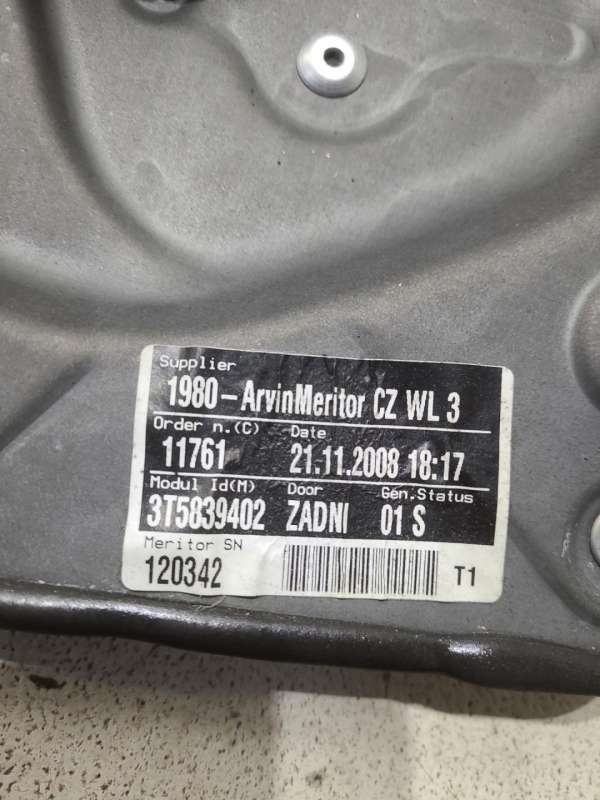 Supplier
1980-ArvinMeritor CZ WL 3
Order n.(C) Date
11761 21.11.2008 18:17
Modul Id(M) Door Gen.Status
3T5839402 ZADNI 01 S
Meritor SN
120342 T1